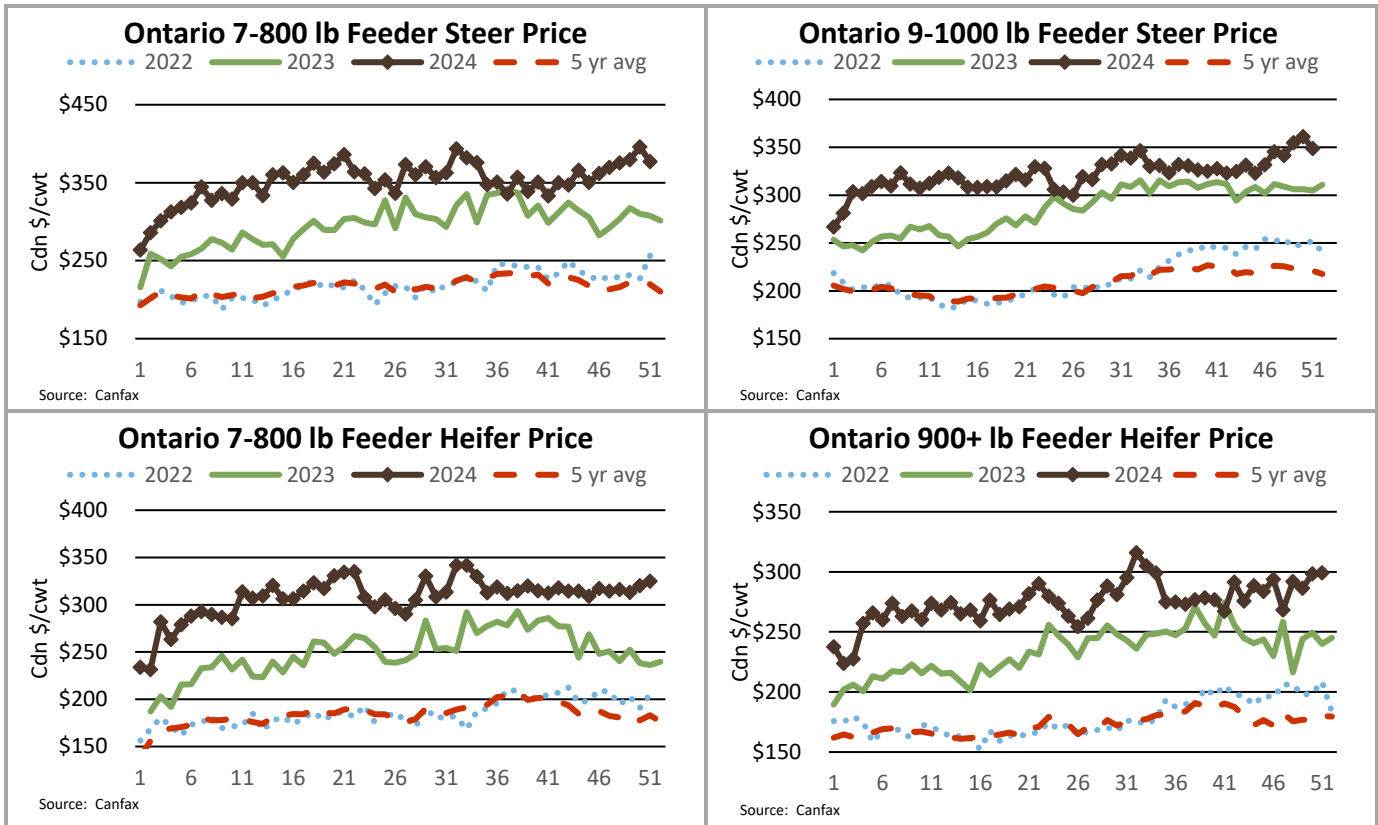 Ontario 7-800 lb Feeder Steer Price
2022 2023 2024 5 yr avg
Cdn $/cwt
$450
$350
$250
$150
1 6 11 16 21 26 31 36 41 46 51
Source: Canfax
Ontario 9-1000 lb Feeder Steer Price
2022 2023 2024 5 yr avg
Cdn $/cwt
$400
$350
$300
$250
$200
$150
1 6 11 16 21 26 31 36 41 46 51
Source: Canfax
Ontario 7-800 lb Feeder Heifer Price
2022 2023 2024 5 yr avg
Cdn $/cwt
$400
$350
$300
$250
$200
$150
1 6 11 16 21 26 31 36 41 46 51
Source: Canfax
Ontario 900+ lb Feeder Heifer Price
2022 2023 2024 5 yr avg
Cdn $/cwt
$350
$300
$250
$200
$150
1 6 11 16 21 26 31 36 41 46 51
Source: Canfax